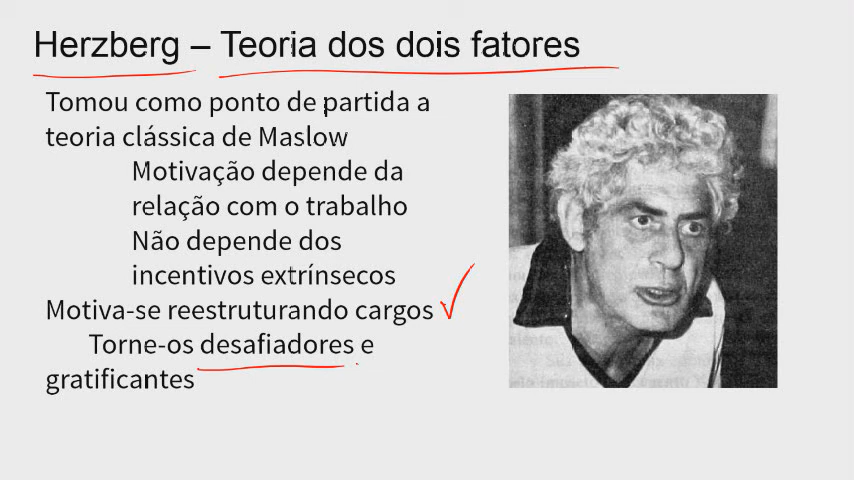 Herzberg – Teoria dos dois fatores
Tomou como ponto de partida a
teoria clássica de Maslow
Motivação depende da
relação com o trabalho
Não depende dos
incentivos extrínsecos
Motiva-se reestruturando cargos
Torne-os desafiadores e
gratificantes